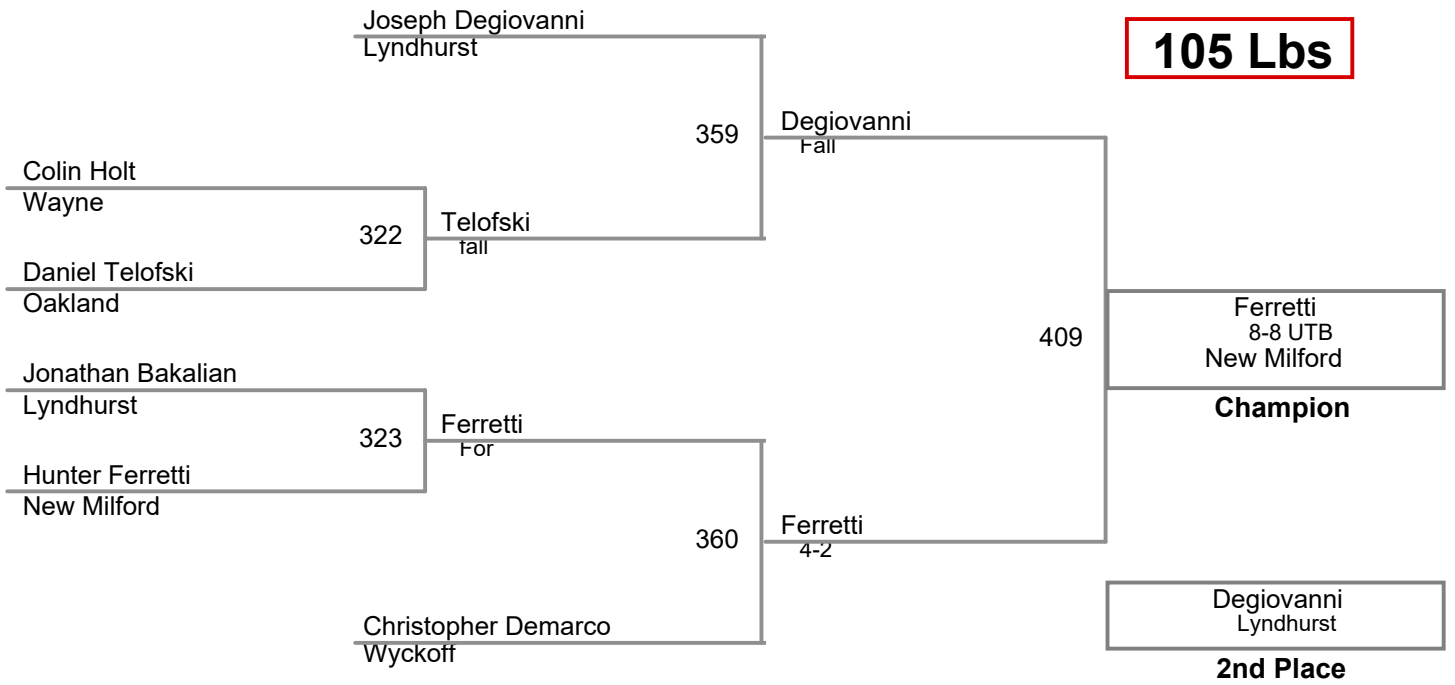 Joseph Degiovanni
Lyndhurst
105 Lbs
359
Degiovanni
Fall
Colin Holt
Wayne
322
Telofski
fall
Daniel Telofski
Oakland
409
Ferretti
8-8 UTB
New Milford
Champion
Jonathan Bakalian
Lyndhurst
323
Ferretti
For
Hunter Ferretti
New Milford
360
Ferretti
4-2
Christopher Demarco
Wyckoff
Degiovanni
Lyndhurst
2nd Place